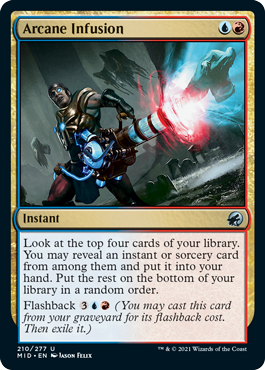 Arcane Infusion
Instant
Look at the top four cards of your library.
You may reveal an instant or sorcery card
from among them and put it into your
hand. Put the rest on the bottom of your
library in a random order.
Flashback 3 (You may cast this card
from your graveyard for its flashback cost.
Then exile it.)
210/277 U
MID • EN JASON FELIX
™ & © 2021 Wizards of the Coast